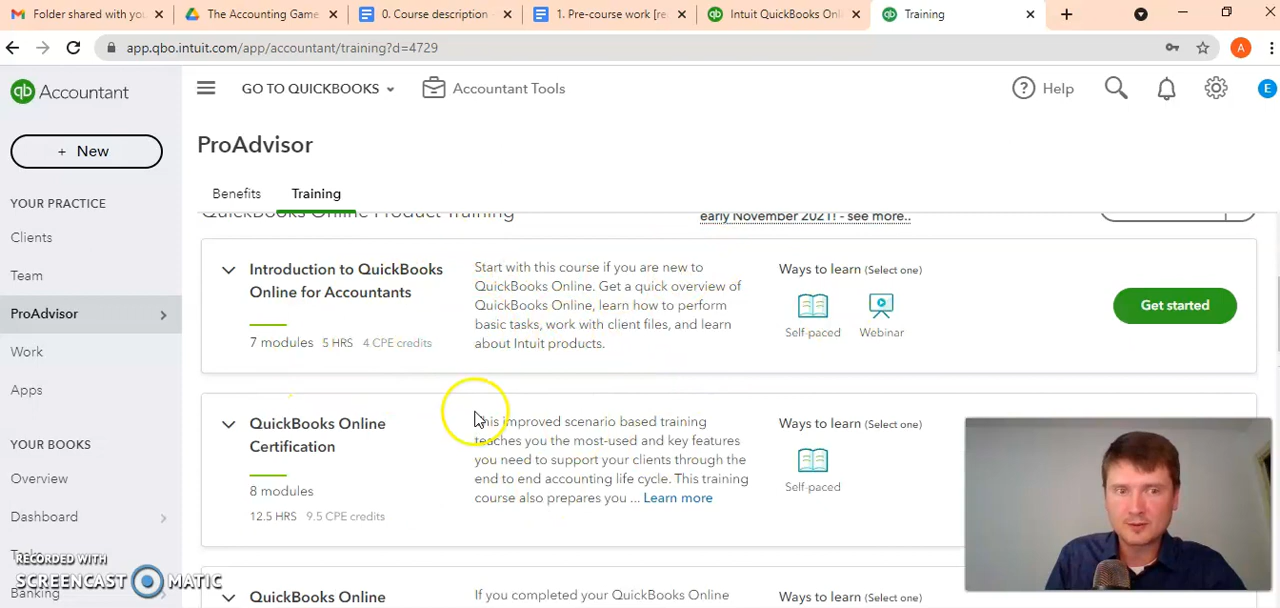 Folder shared with you
The Accounting Game
0. Course description -
1. Pre-course work [re
Intuit QuickBooks Onl
Training
app.qbo.intuit.com/app/accountant/training?d=4729
A
qb Accountant
GO TO QUICKBOOKS
Accountant Tools
Help
E
+ New
ProAdvisor
Benefits
Training
YOUR PRACTICE
Clients
Team
ProAdvisor
Work
Apps
YOUR BOOKS
Overview
Dashboard
Banking
QuickBooks Online Product Training
early November 2021! - see more..
Introduction to QuickBooks
Online for Accountants
7 modules 5 HRS 4 CPE credits
Start with this course if you are new to
QuickBooks Online. Get a quick overview of
QuickBooks Online, learn how to perform
basic tasks, work with client files, and learn
about Intuit products.
Ways to learn (Select one)
Self-paced
Webinar
Get started
QuickBooks Online
Certification
8 modules
12.5 HRS 9.5 CPE credits
This improved scenario based training
teaches you the most-used and key features
you need to support your clients through the
end to end accounting life cycle. This training
course also prepares you ... Learn more
Ways to learn (Select one)
Self-paced
QuickBooks Online
If you completed your QuickBooks Online
Ways to learn (Select one)
RECORDED WITH
SCREENCAST MATIC